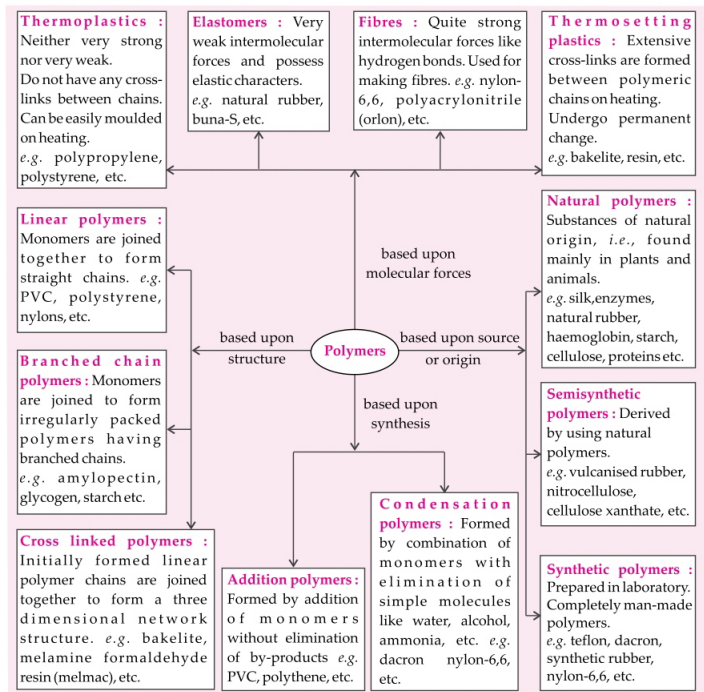 Thermoplastics :
Neither very strong
nor very weak.
Do not have any cross-
links between chains.
Can be easily moulded
on heating.
e.g. polypropylene,
polystyrene, etc.
Elastomers : Very
weak intermolecular
forces and possess
elastic characters.
e.g. natural rubber,
buna-S, etc.
Fibres : Quite strong
intermolecular forces like
hydrogen bonds. Used for
making fibres. e.g. nylon-
6,6, polyacrylonitrile
(orlon), etc.
Thermosetting
plastics : Extensive
cross-links are formed
between polymeric
chains on heating.
Undergo permanent
change.
e.g. bakelite, resin, etc.
based upon
molecular forces
Linear polymers :
Monomers are joined
together to form
straight chains. e.g.
PVC, polystyrene,
nylons, etc.
based upon
structure
Polymers
based upon source
or origin
Natural polymers :
Substances of natural
origin, i.e., found
mainly in plants and
animals.
e.g. silk,enzymes,
natural rubber,
haemoglobin, starch,
cellulose, proteins etc.
Branched chain
polymers : Monomers
are joined to form
irregularly packed
polymers having
branched chains.
e.g. amylopectin,
glycogen, starch etc.
based upon
synthesis
Semisynthetic
polymers : Derived
by using natural
polymers.
e.g. vulcanised rubber,
nitrocellulose,
cellulose xanthate, etc.
Cross linked polymers :
Initially formed linear
polymer chains are joined
together to form a three
dimensional network
structure. e.g. bakelite,
melamine formaldehyde
resin (melmac), etc.
Addition polymers :
Formed by addition
of monomers
without elimination
of by-products e.g.
PVC, polythene, etc.
Condensation
polymers : Formed
by combination of
monomers with
elimination of
simple molecules
like water, alcohol,
ammonia, etc. e.g.
dacron nylon-6,6,
etc.
Synthetic polymers :
Prepared in laboratory.
Completely man-made
polymers.
e.g. teflon, dacron,
synthetic rubber,
nylon-6,6, etc.